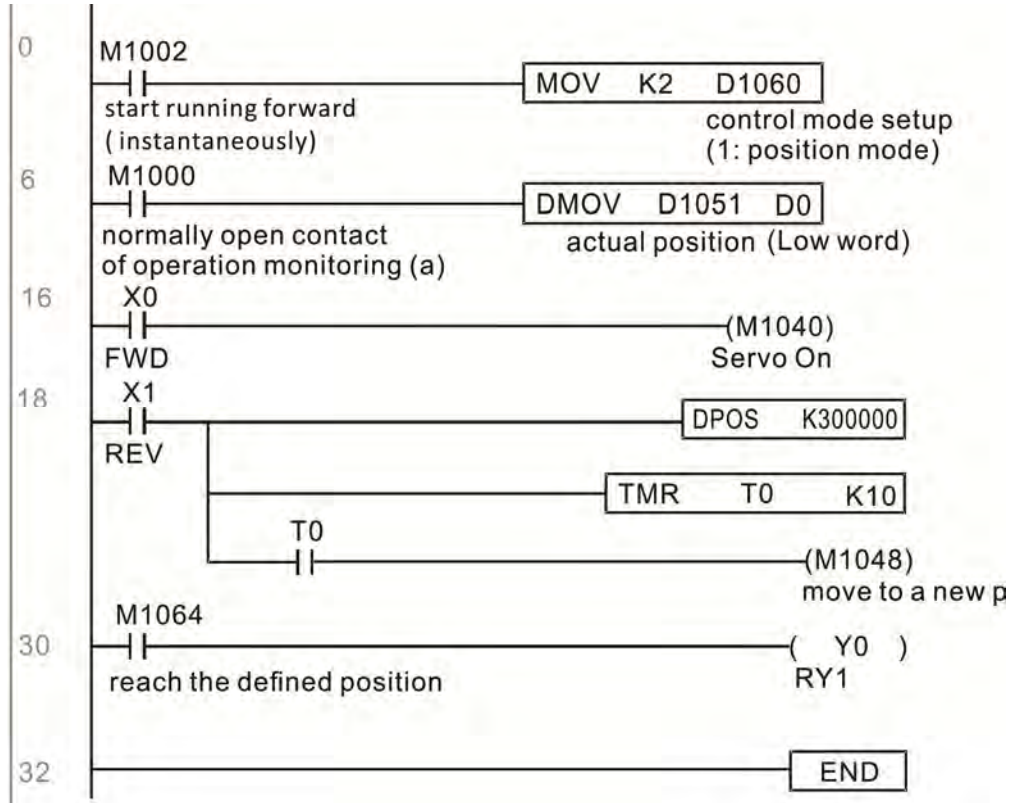 0
M1002
MOV K2 D1060
start running forward
( instantaneously)
control mode setup
(1: position mode)
6
M1000
DMOV D1051 D0
normally open contact
of operation monitoring (a)
actual position (Low word)
16
X0
(M1040)
FWD
Servo On
18
X1
DPOS K300000
REV
TMR T0 K10
T0
(M1048)
move to a new p
M1064
30
( Y0 )
RY1
reach the defined position
32
END